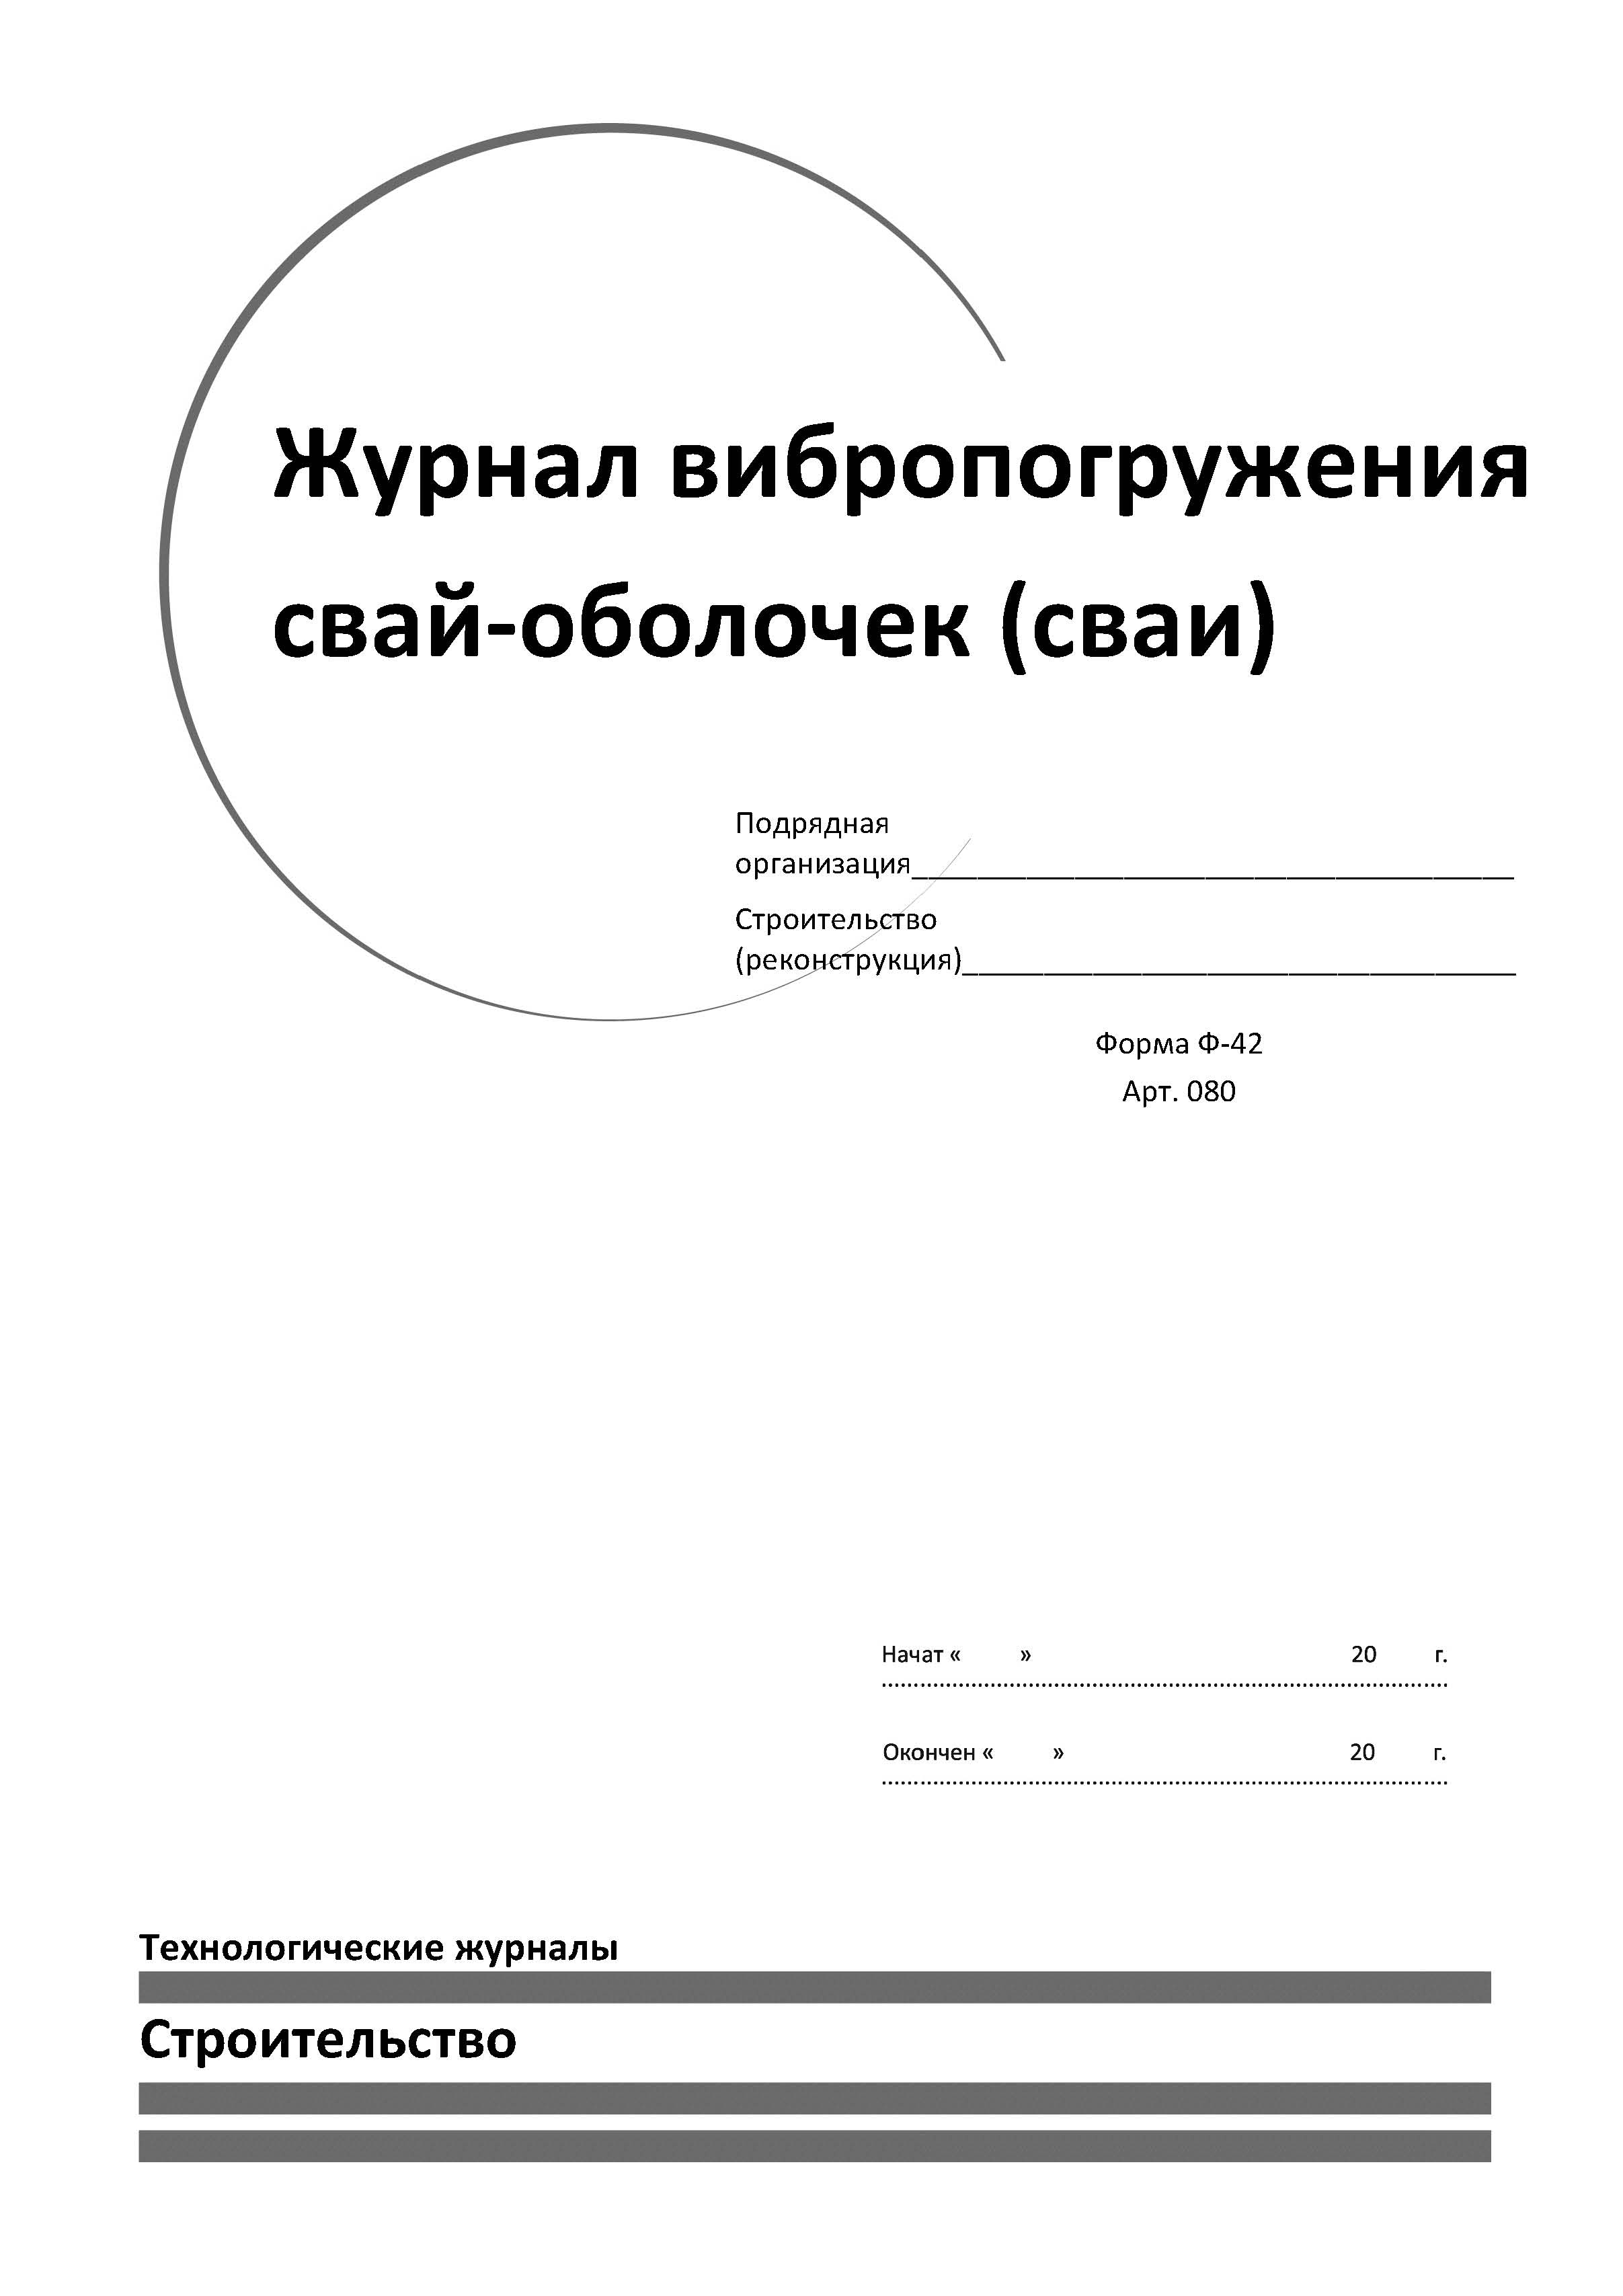 Журнал вибропогружения
свай-оболочек (сваи)
Подрядная
организация_____________________________________
Строительство
(реконструкция)__________________________________
Форма Ф-42
Арт. 080
Начат « » 20 г.
Окончен « » 20 г.
Технологические журналы
Строительство